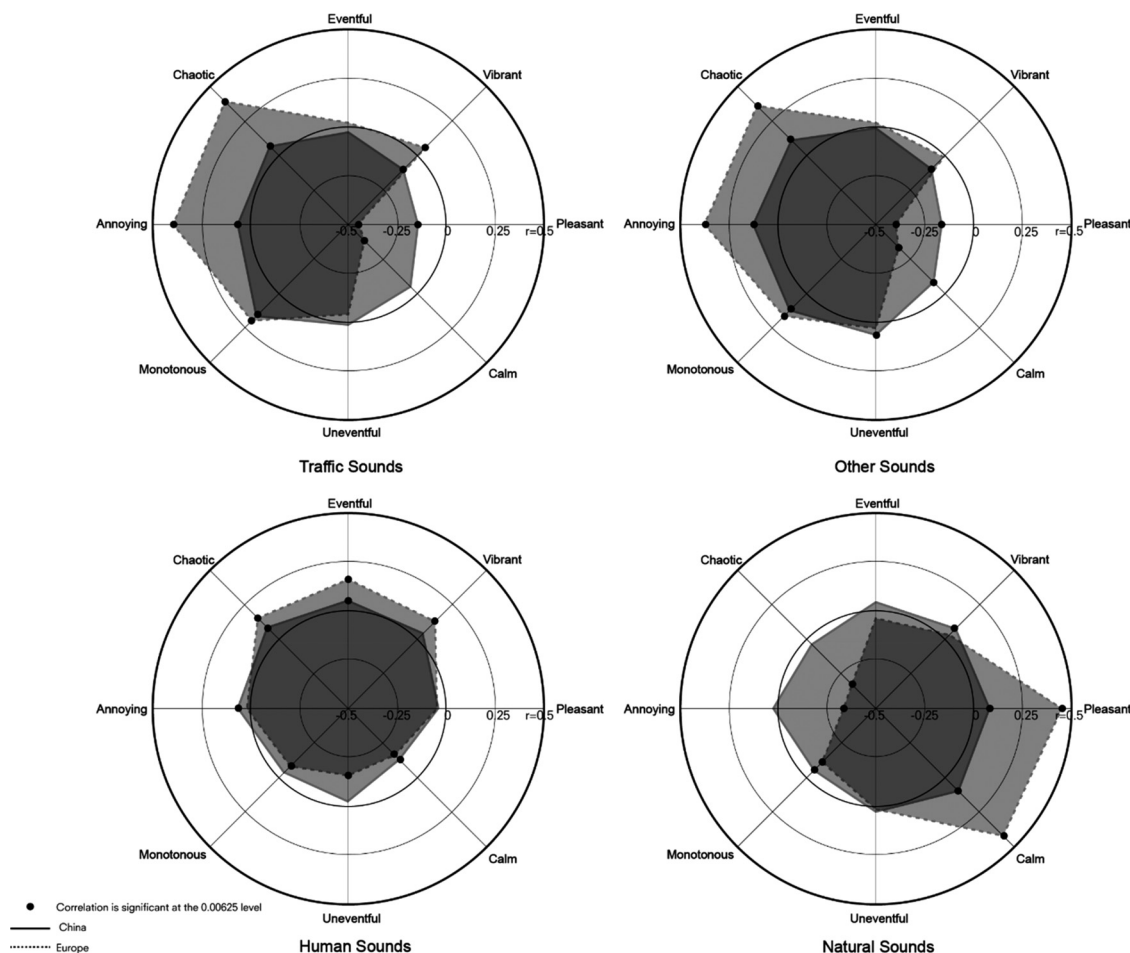 Eventful
Eventful
Chaotic
Vibrant
Chaotic
Vibrant
Annoying
-0.5
-0.25
0
0.25
r=0.5
Pleasant
Annoying
-0.5
-0.25
0
0.25
r=0.5
Pleasant
Monotonous
Calm
Monotonous
Calm
Uneventful
Uneventful
Traffic Sounds
Other Sounds
Eventful
Eventful
Chaotic
Vibrant
Chaotic
Vibrant
Annoying
-0.5
-0.25
0
0.25
r=0.5
Pleasant
Annoying
-0.5
-0.25
0
0.25
r=0.5
Pleasant
Monotonous
Calm
Monotonous
Calm
Uneventful
Uneventful
Correlation is significant at the 0.00625 level
China
Europe
Human Sounds
Natural Sounds